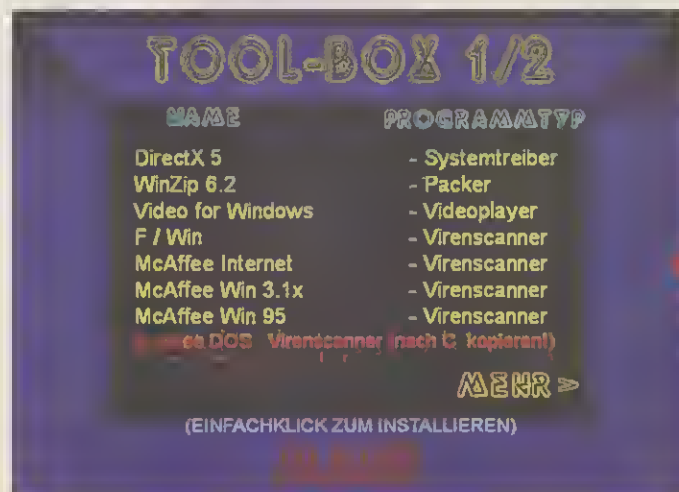 TOOL-BOX 1/2
NAME PROGRAMMTYP
DirectX 5 - Systemtreiber
WinZip 6.2 - Packer
Video for Windows - Videoplayer
F / Win - Virenscanner
McAffee Internet - Virenscanner
McAffee Win 3.1x - Virenscanner
McAffee Win 95 - Virenscanner
DOS Virenscanner (nach C kopieren!)
MEHR >
(EINFACHKLICK ZUM INSTALLIEREN)